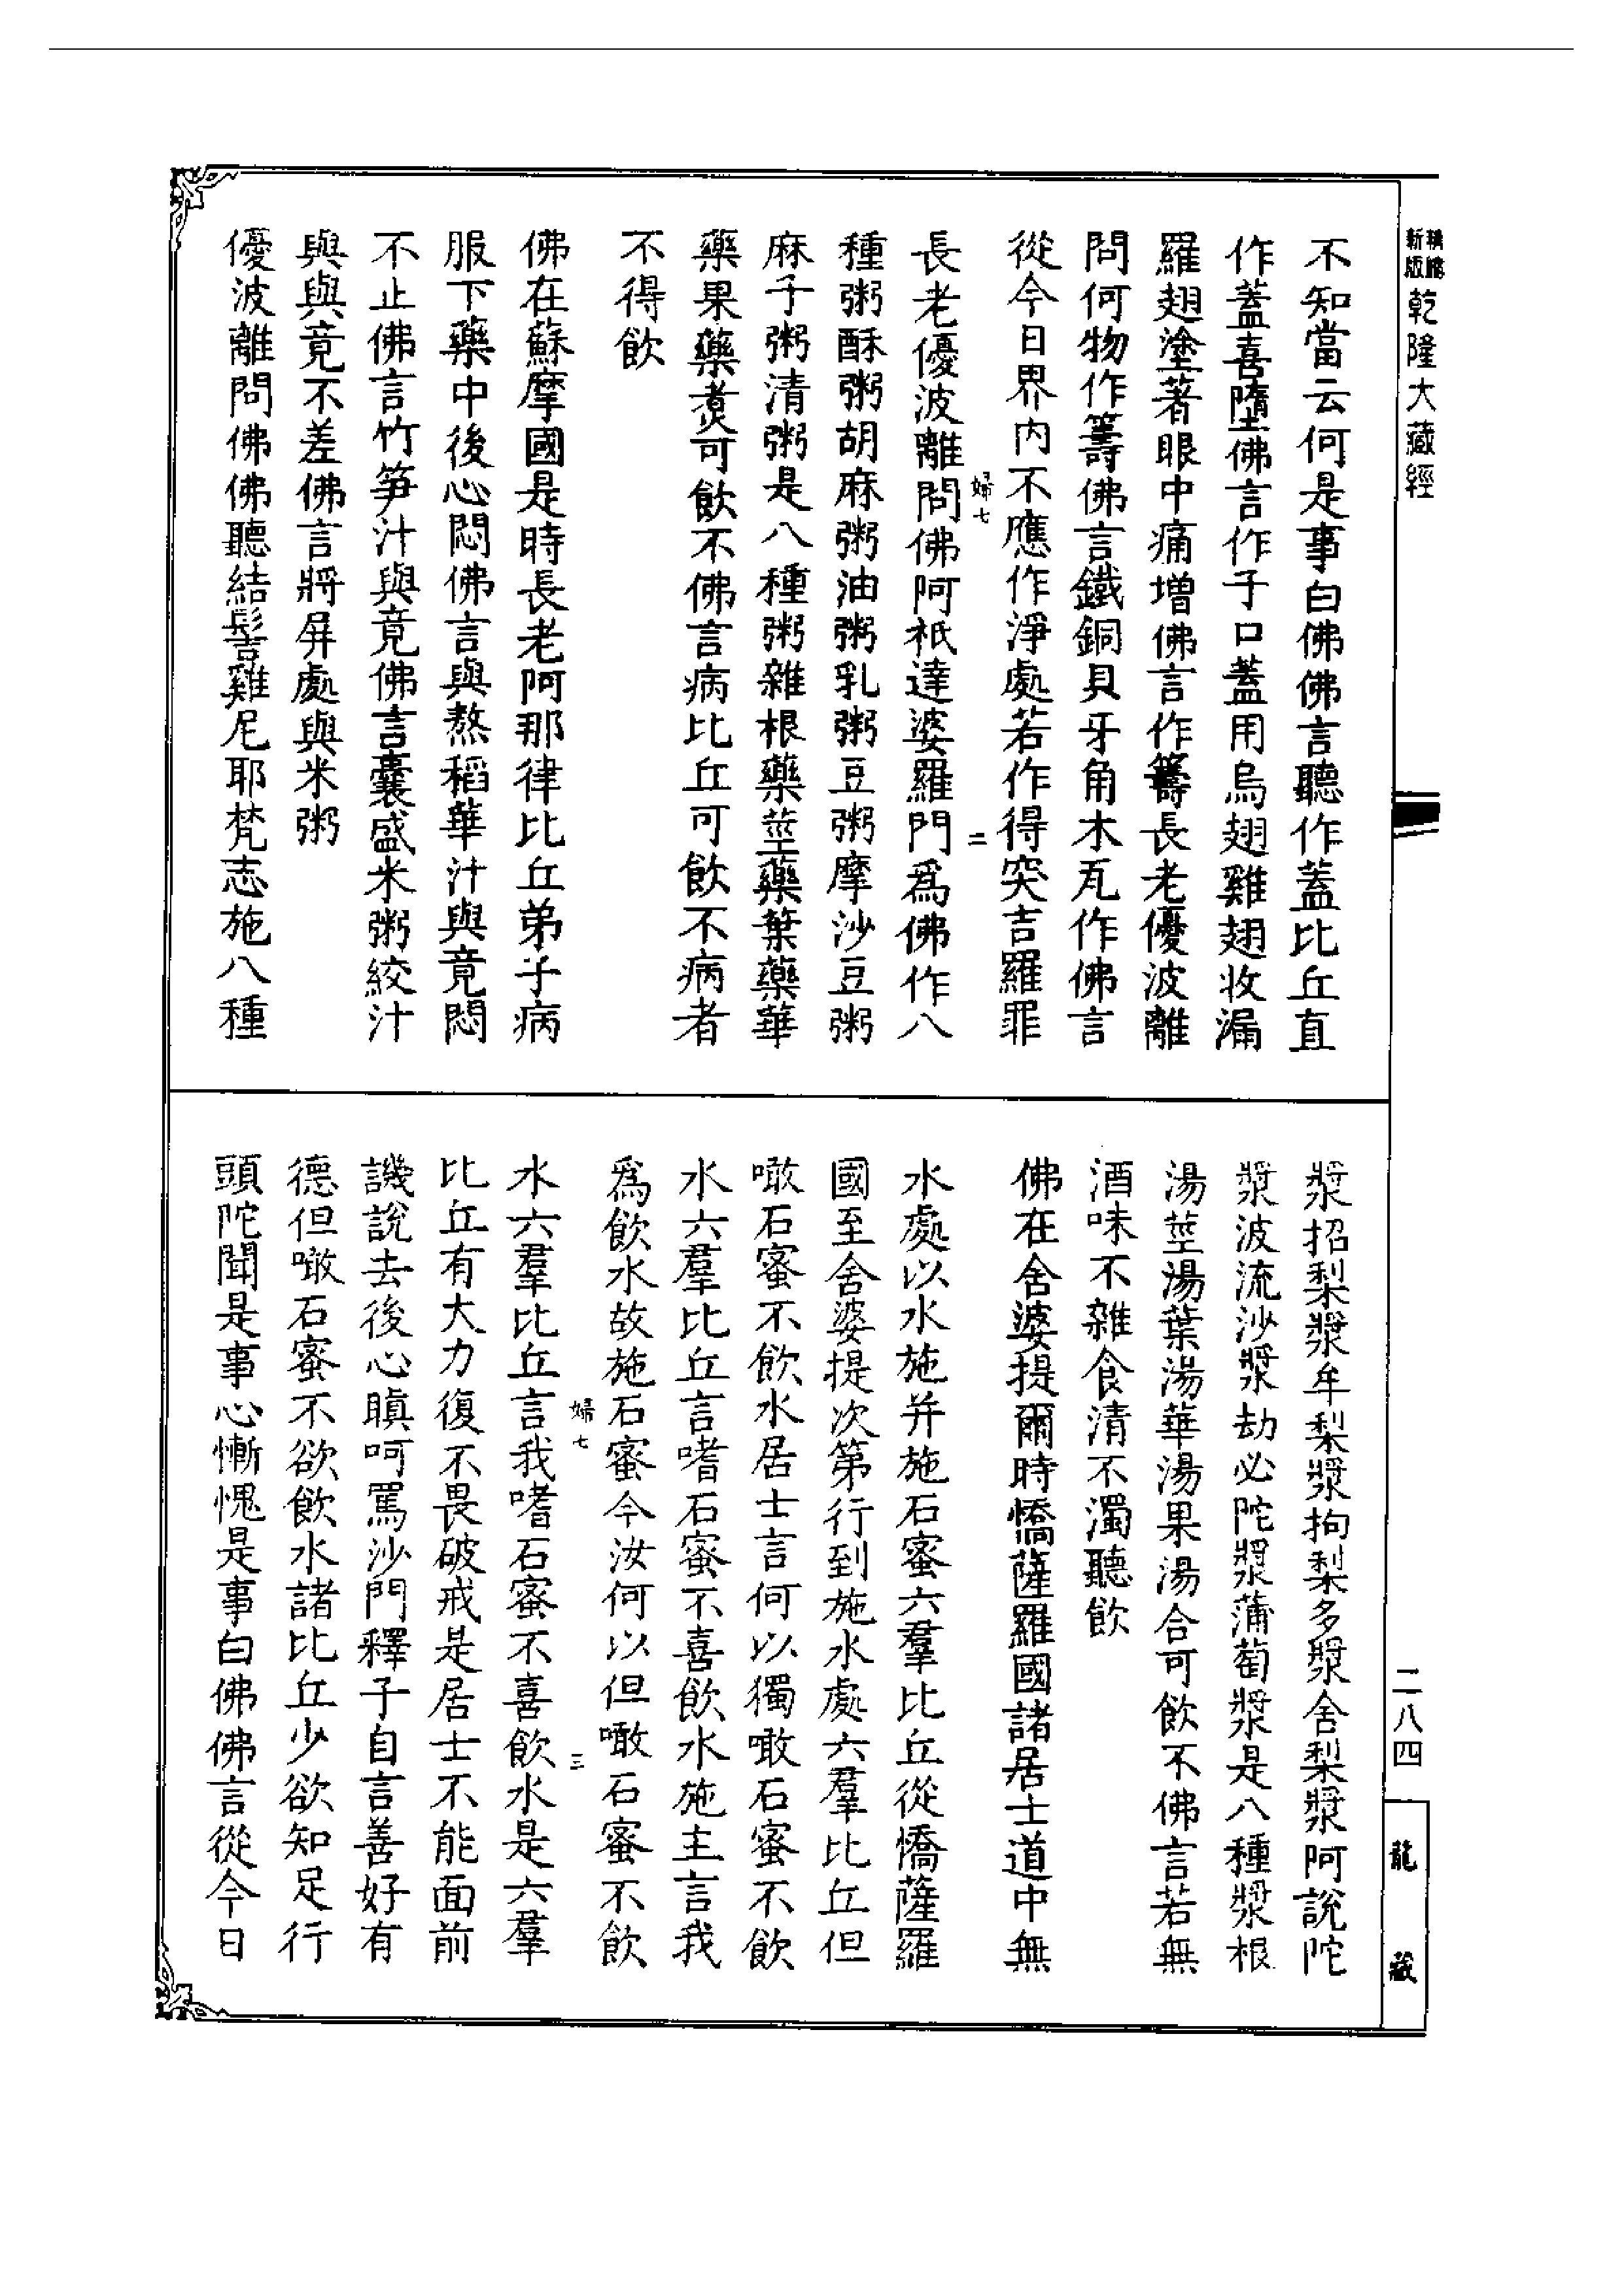 新版
乾隆大藏經
不知當云何是事白佛佛言聽作蓋比丘直
作蓋喜墮佛言作子口蓋用烏翅雞翅收漏
羅翅塗著眼中痛增佛言作籌長老優波離
問何物作籌佛言鐵銅貝牙角木瓦作佛言
從今日界内不應作淨處若作得突吉羅罪
婦七 二
長老優波離問佛阿祇達婆羅門爲佛作八
種粥酥粥胡麻粥油粥乳粥豆粥摩沙豆粥
麻子粥清粥是八種粥雜根藥莖藥葉藥華
藥果藥煑可飲不佛言病比丘可飲不病者
不得飲
佛在蘇摩國是時長老阿那律比丘弟子病
服下藥中後心悶佛言與熬稻華汁與竟悶
不止佛言竹筍汁與竟佛言囊盛米粥絞汁
與與竟不差佛言將屏處與米粥
優波離問佛佛聽結髻雞尼耶梵志施八種
二八四
龍藏
漿招梨漿牟梨漿拘梨多漿舍梨漿阿說陀
漿波流沙漿劫必陀漿蒲萄漿是八種漿根
湯莖湯葉湯華湯果湯合可飲不佛言若無
酒味不雜食清不濁聽飲
佛在舍婆提爾時憍薩羅國諸居士道中無
水處以水施并施石蜜六羣比丘從憍薩羅
國至舍婆提次第行到施水處六羣比丘但
噉石蜜不飲水居士言何以獨噉石蜜不飲
水六羣比丘言嗜石蜜不喜飲水施主言我
爲飲水故施石蜜今汝何以但噉石蜜不飲
婦七 三
水六羣比丘言我嗜石蜜不喜飲水是六羣
比丘有大力復不畏破戒是居士不能面前
譏說去後心瞋呵罵沙門釋子自言善好有
德但噉石蜜不欲飲水諸比丘少欲知足行
頭陀聞是事心慚愧是事白佛佛言從今日